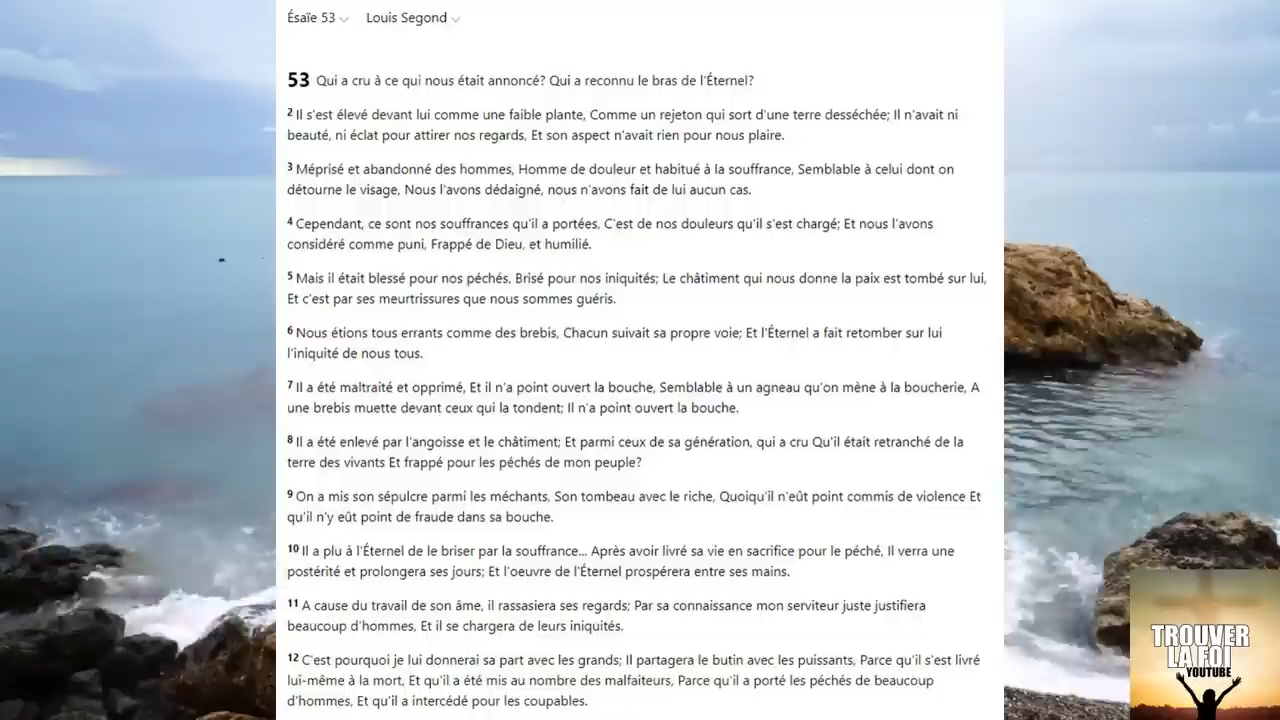 Ésaïe 53 Louis Segond
53 Qui a cru à ce qui nous était annoncé? Qui a reconnu le bras de l'Éternel?
2 Il s'est élevé devant lui comme une faible plante, Comme un rejeton qui sort d'une terre desséchée; Il n'avait ni
beauté, ni éclat pour attirer nos regards, Et son aspect n'avait rien pour nous plaire.
3 Méprisé et abandonné des hommes, Homme de douleur et habitué à la souffrance, Semblable à celui dont on
détourne le visage, Nous l'avons dédaigné, nous n'avons fait de lui aucun cas.
4 Cependant, ce sont nos souffrances qu'il a portées, C'est de nos douleurs qu'il s'est chargé; Et nous l'avons
considéré comme puni, Frappé de Dieu, et humilié.
5 Mais il était blessé pour nos péchés, Brisé pour nos iniquités; Le châtiment qui nous donne la paix est tombé sur lui,
Et c'est par ses meurtrissures que nous sommes guéris.
6 Nous étions tous errants comme des brebis, Chacun suivait sa propre voie; Et l'Éternel a fait retomber sur lui
l'iniquité de nous tous.
7 Il a été maltraité et opprimé, Et il n'a point ouvert la bouche, Semblable à un agneau qu'on mène à la boucherie, A
une brebis muette devant ceux qui la tondent; Il n'a point ouvert la bouche.
8 Il a été enlevé par l'angoisse et le châtiment; Et parmi ceux de sa génération, qui a cru Qu'il était retranché de la
terre des vivants Et frappé pour les péchés de mon peuple?
9 On a mis son sépulcre parmi les méchants, Son tombeau avec le riche, Quoiqu'il n'eût point commis de violence Et
qu'il n'y eût point de fraude dans sa bouche.
10 Il a plu à l'Éternel de le briser par la souffrance... Après avoir livré sa vie en sacrifice pour le péché, Il verra une
postérité et prolongera ses jours; Et l'oeuvre de l'Éternel prospérera entre ses mains.
11 A cause du travail de son âme, il rassasiera ses regards; Par sa connaissance mon serviteur juste justifiera
beaucoup d'hommes, Et il se chargera de leurs iniquités.
12 C'est pourquoi je lui donnerai sa part avec les grands; Il partagera le butin avec les puissants, Parce qu'il s'est livré
lui-même à la mort, Et qu'il a été mis au nombre des malfaiteurs, Parce qu'il a porté les péchés de beaucoup
d'hommes, Et qu'il a intercédé pour les coupables.
TROUVER
LA FOI
YOUTUBE